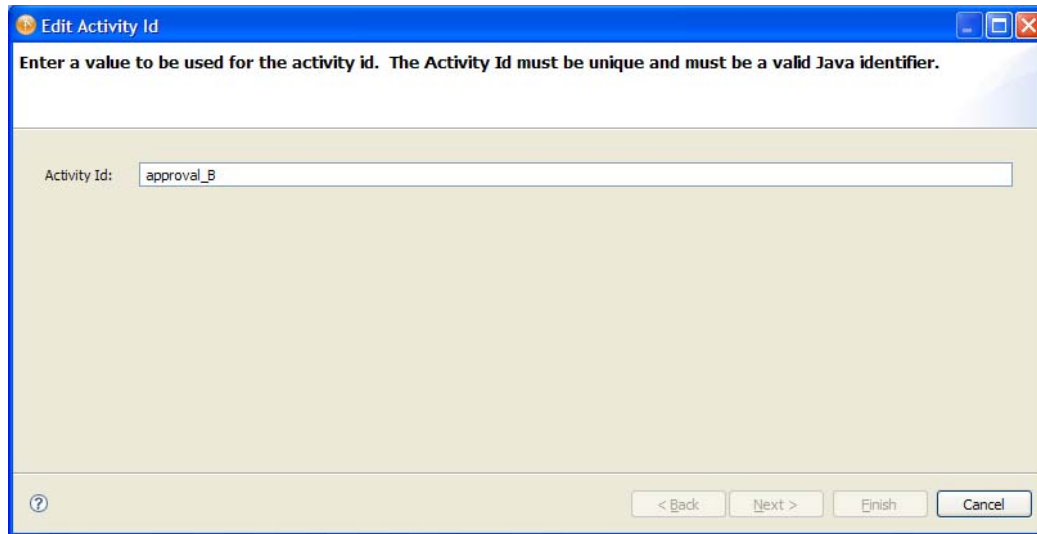 Edit Activity Id
Enter a value to be used for the activity id. The Activity Id must be unique and must be a valid Java identifier.
Activity Id: approval_B
? < Back Next > Finish Cancel